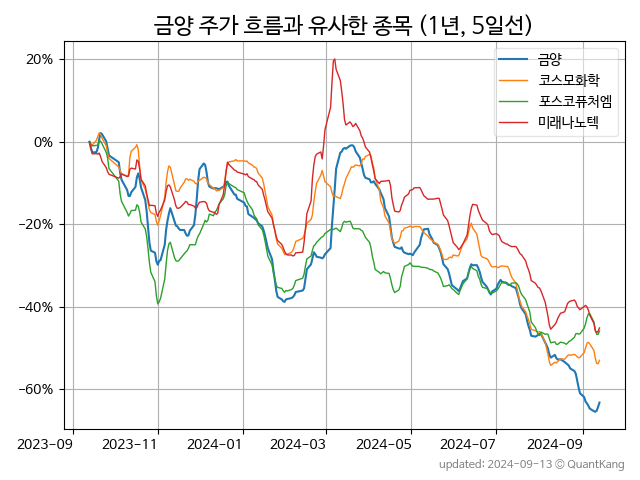 금양 주가 흐름과 유사한 종목 (1년, 5일선)
금양
코스모화학
포스코퓨처엠
미래나노텍
20%
0%
−20%
−40%
−60%
2023-09
2023-11
2024-01
2024-03
2024-05
2024-07
2024-09
updated: 2024-09-13 © QuantKang